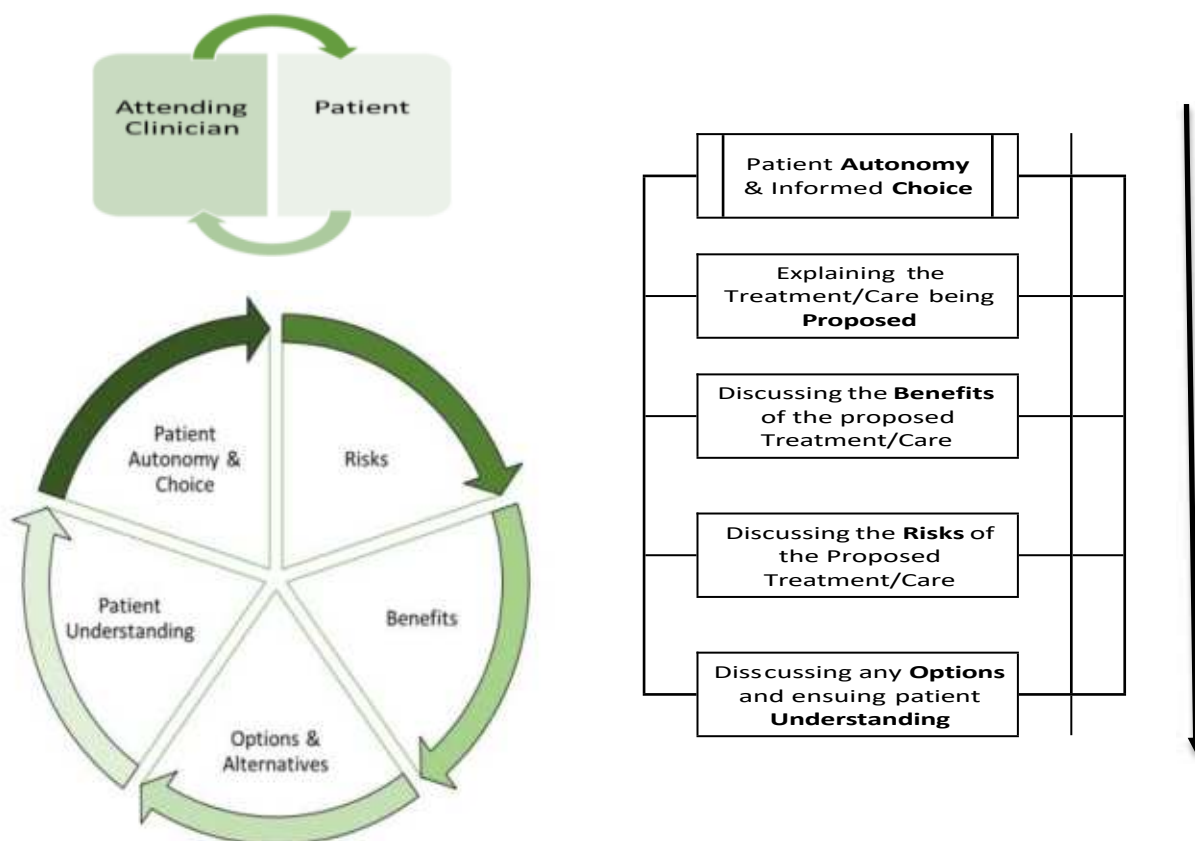 Attending
Clinician
Patient
Patient
Autonomy &
Choice
Risks
Patient
Understanding
Benefits
Options &
Alternatives
Patient Autonomy
& Informed Choice
Explaining the
Treatment/Care being
Proposed
Discussing the Benefits
of the proposed
Treatment/Care
Discussing the Risks of
the Proposed
Treatment/Care
Disscussing any Options
and ensuing patient
Understanding